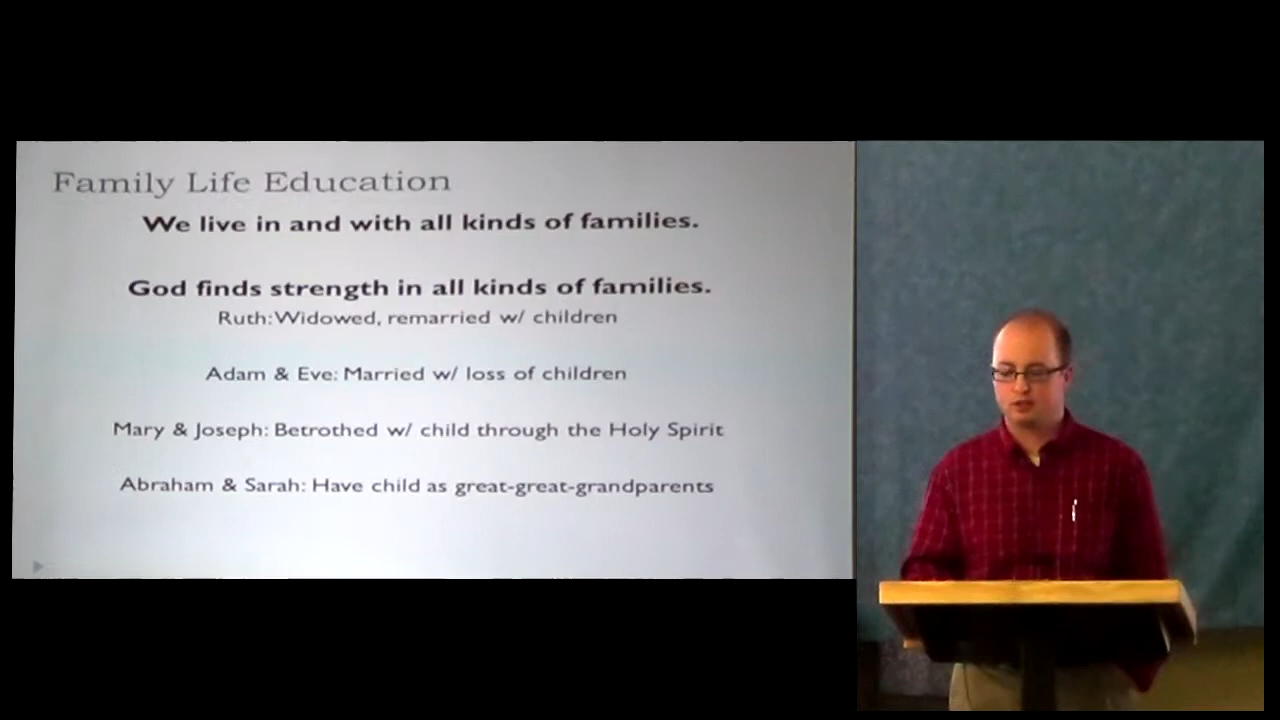 Family Life Education
We live in and with all kinds of families.
God finds strength in all kinds of families.
Ruth: Widowed, remarried w/ children
Adam & Eve: Married w/ loss of children
Mary & Joseph: Betrothed w/ child through the Holy Spirit
Abraham & Sarah: Have child as great-great-grandparents